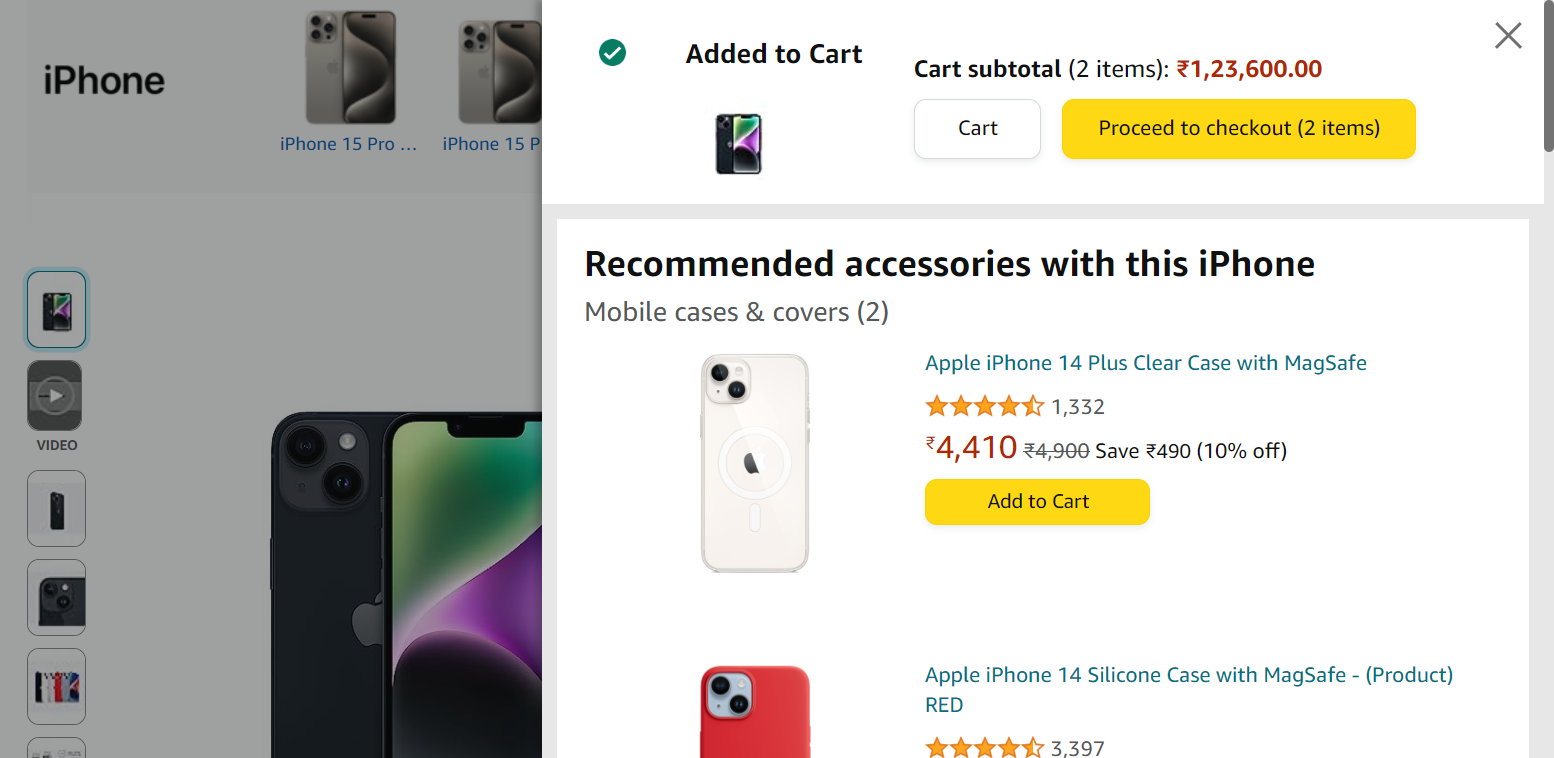 iPhone
iPhone 15 Pro ...
iPhone 15 P
VIDEO
Added to Cart
Cart subtotal (2 items): ₹1,23,600.00
Cart
Proceed to checkout (2 items)
Recommended accessories with this iPhone
Mobile cases & covers (2)
Apple iPhone 14 Plus Clear Case with MagSafe
1,332
₹4,410 ₹4,900 Save ₹490 (10% off)
Add to Cart
Apple iPhone 14 Silicone Case with MagSafe - (Product)
RED
3,397